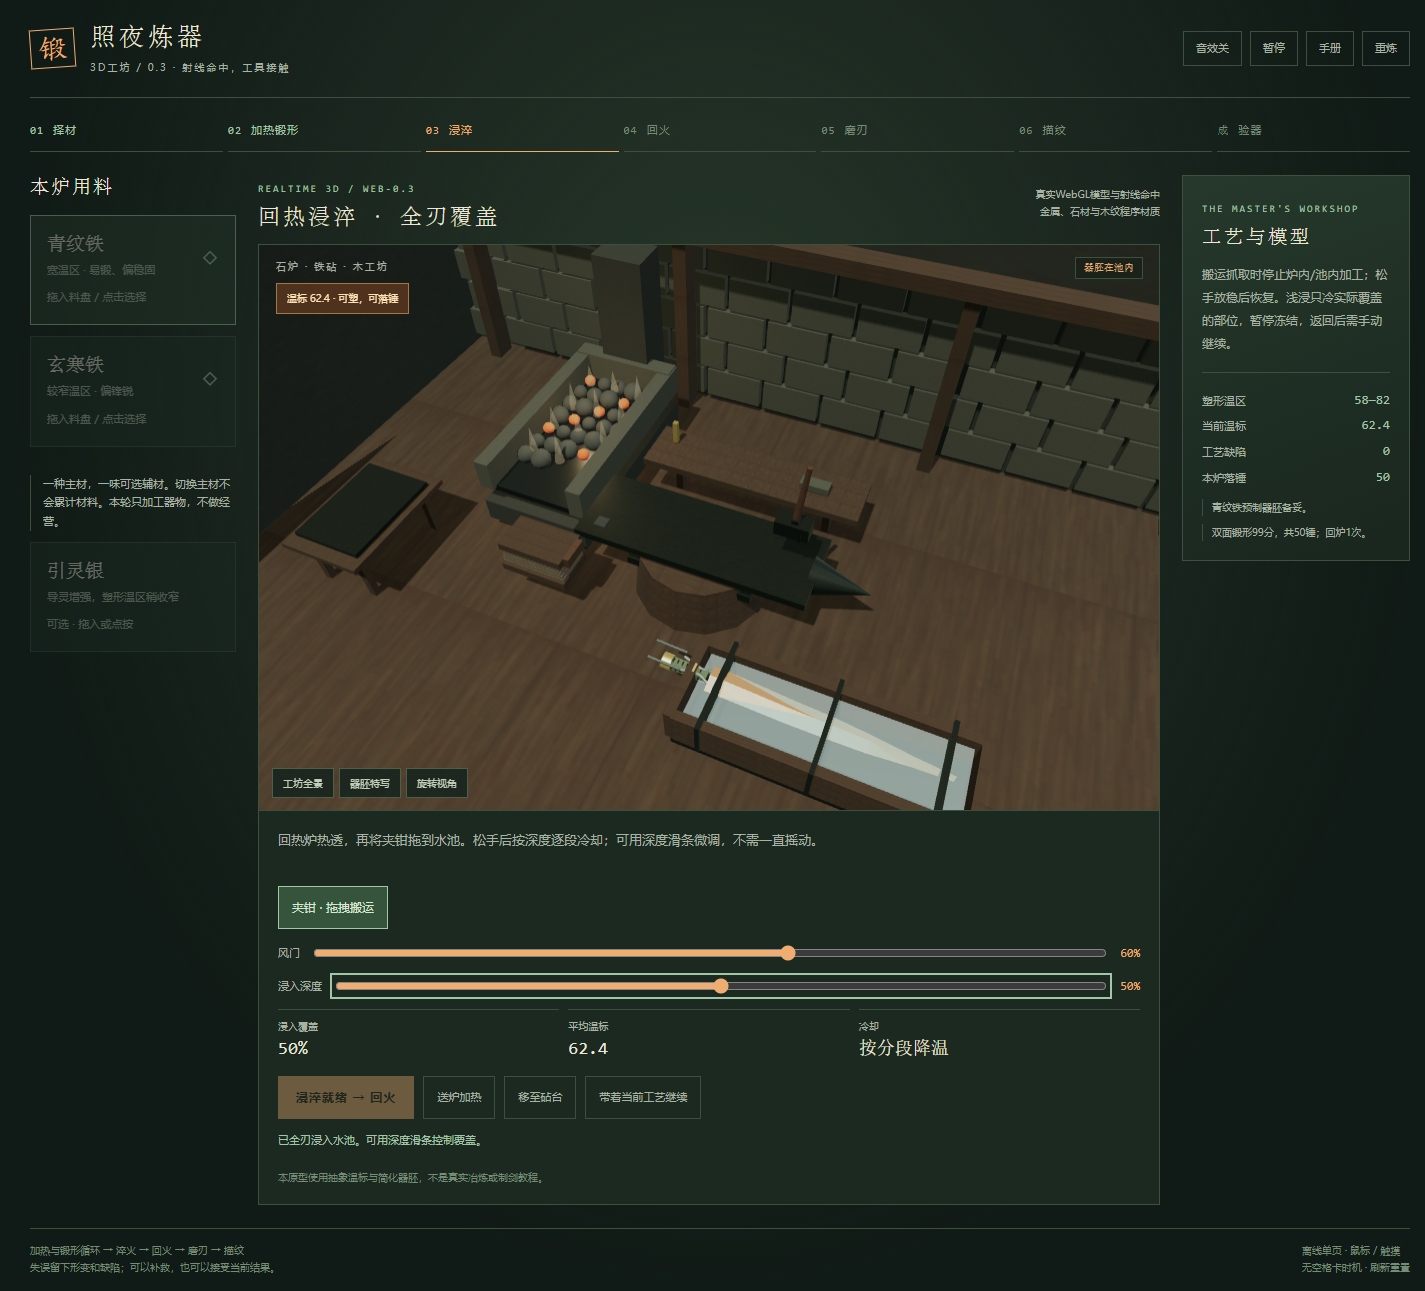 锻
照夜炼器
3D工坊 / 0.3 · 射线命中，工具接触
音效关
暂停
手册
重炼
01 择材
02 加热锻形
03 浸淬
04 回火
05 磨刃
06 描纹
成 验器
本炉用料
青纹铁
宽温区 · 易锻、偏稳固
拖入料盘 / 点击选择
玄寒铁
较窄温区 · 偏锋锐
拖入料盘 / 点击选择
一种主材，一味可选辅材。切换主材不
会累计材料。本轮只加工器物，不做经
营。
引灵银
导灵增强，塑形温区稍收窄
可选 · 拖入或点按
REALTIME 3D / WEB-0.3
回热浸淬 · 全刃覆盖
真实WebGL模型与射线命中
金属、石材与木纹程序材质
石炉 · 铁砧 · 木工坊
温标 62.4 · 可塑，可落锤
器胚在池内
工坊全景
器胚特写
旋转视角
回热炉热透，再将夹钳拖到水池。松手后按深度逐段冷却；可用深度滑条微调，不需一直摇动。
夹钳 · 拖拽搬运
风门
60%
浸入深度
50%
浸入覆盖
50%
平均温标
62.4
冷却
按分段降温
浸淬就绪 → 回火
送炉加热
移至砧台
带着当前工艺继续
已全刃浸入水池。可用深度滑条控制覆盖。
本原型使用抽象温标与简化器胚，不是真实冶炼或制剑教程。
THE MASTER'S WORKSHOP
工艺与模型
搬运抓取时停止炉内/池内加工；松
手放稳后恢复。浅浸只冷实际覆盖
的部位，暂停冻结，返回后需手动
继续。
塑形温区 58—82
当前温标 62.4
工艺缺陷 0
本炉落锤 50
青纹铁预制器胚备妥。
双面锻形99分，共50锤；回炉1次。
加热与锻形循环 → 淬火 → 回火 → 磨刃 → 描纹
失误留下形变和缺陷；可以补救，也可以接受当前结果。
离线单页 · 鼠标 / 触摸
无空格卡时机 · 刷新重置